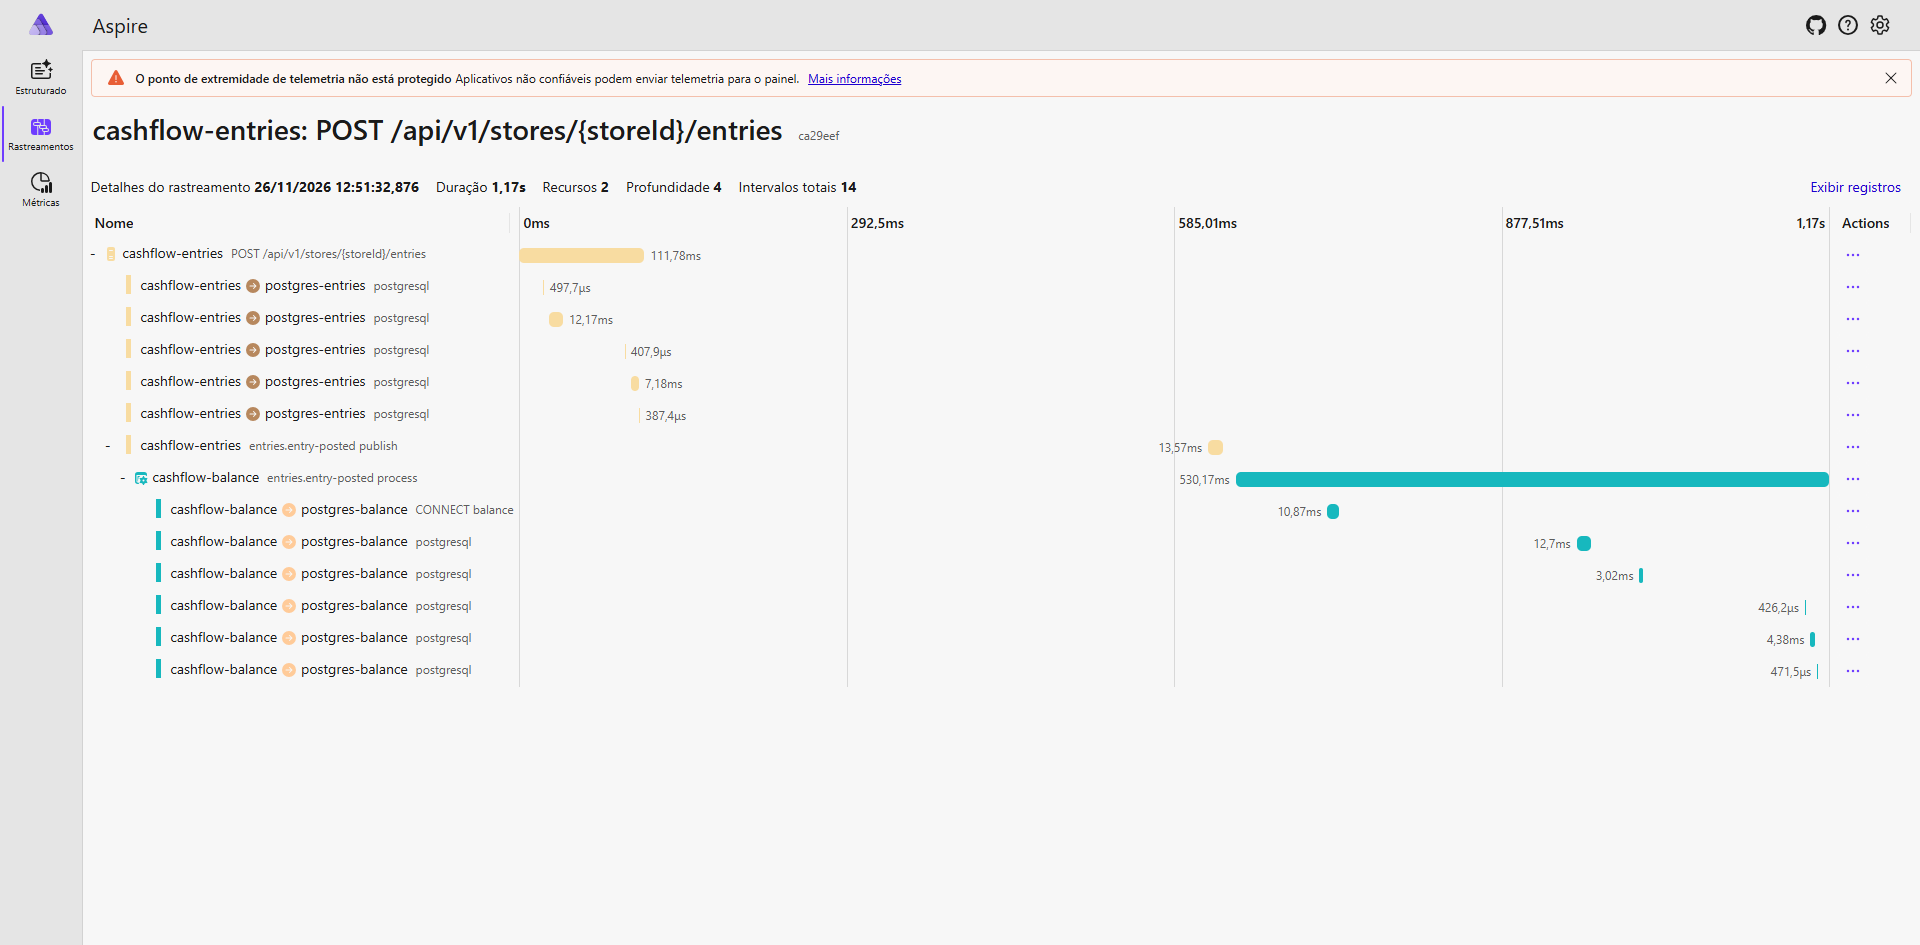 Aspire
Estruturado
Rastreamentos
Métricas
O ponto de extremidade de telemetria não está protegido Aplicativos não confiáveis podem enviar telemetria para o painel. Mais informações
cashflow-entries: POST /api/v1/stores/{storeId}/entries ca29eef
Detalhes do rastreamento 26/11/2026 12:51:32,876 Duração 1,17s Recursos 2 Profundidade 4 Intervalos totais 14 Exibir registros
Nome 0ms 292,5ms 585,01ms 877,51ms 1,17s Actions
- cashflow-entries POST /api/v1/stores/{storeId}/entries 111,78ms ...
cashflow-entries postgres-entries postgresql 497,7µs ...
cashflow-entries postgres-entries postgresql 12,17ms ...
cashflow-entries postgres-entries postgresql 407,9µs ...
cashflow-entries postgres-entries postgresql 7,18ms ...
cashflow-entries postgres-entries postgresql 387,4µs ...
- cashflow-entries entries.entry-posted publish 13,57ms ...
- cashflow-balance entries.entry-posted process 530,17ms ...
cashflow-balance postgres-balance CONNECT balance 10,87ms ...
cashflow-balance postgres-balance postgresql 12,7ms ...
cashflow-balance postgres-balance postgresql 3,02ms ...
cashflow-balance postgres-balance postgresql 426,2µs ...
cashflow-balance postgres-balance postgresql 4,38ms ...
cashflow-balance postgres-balance postgresql 471,5µs ...